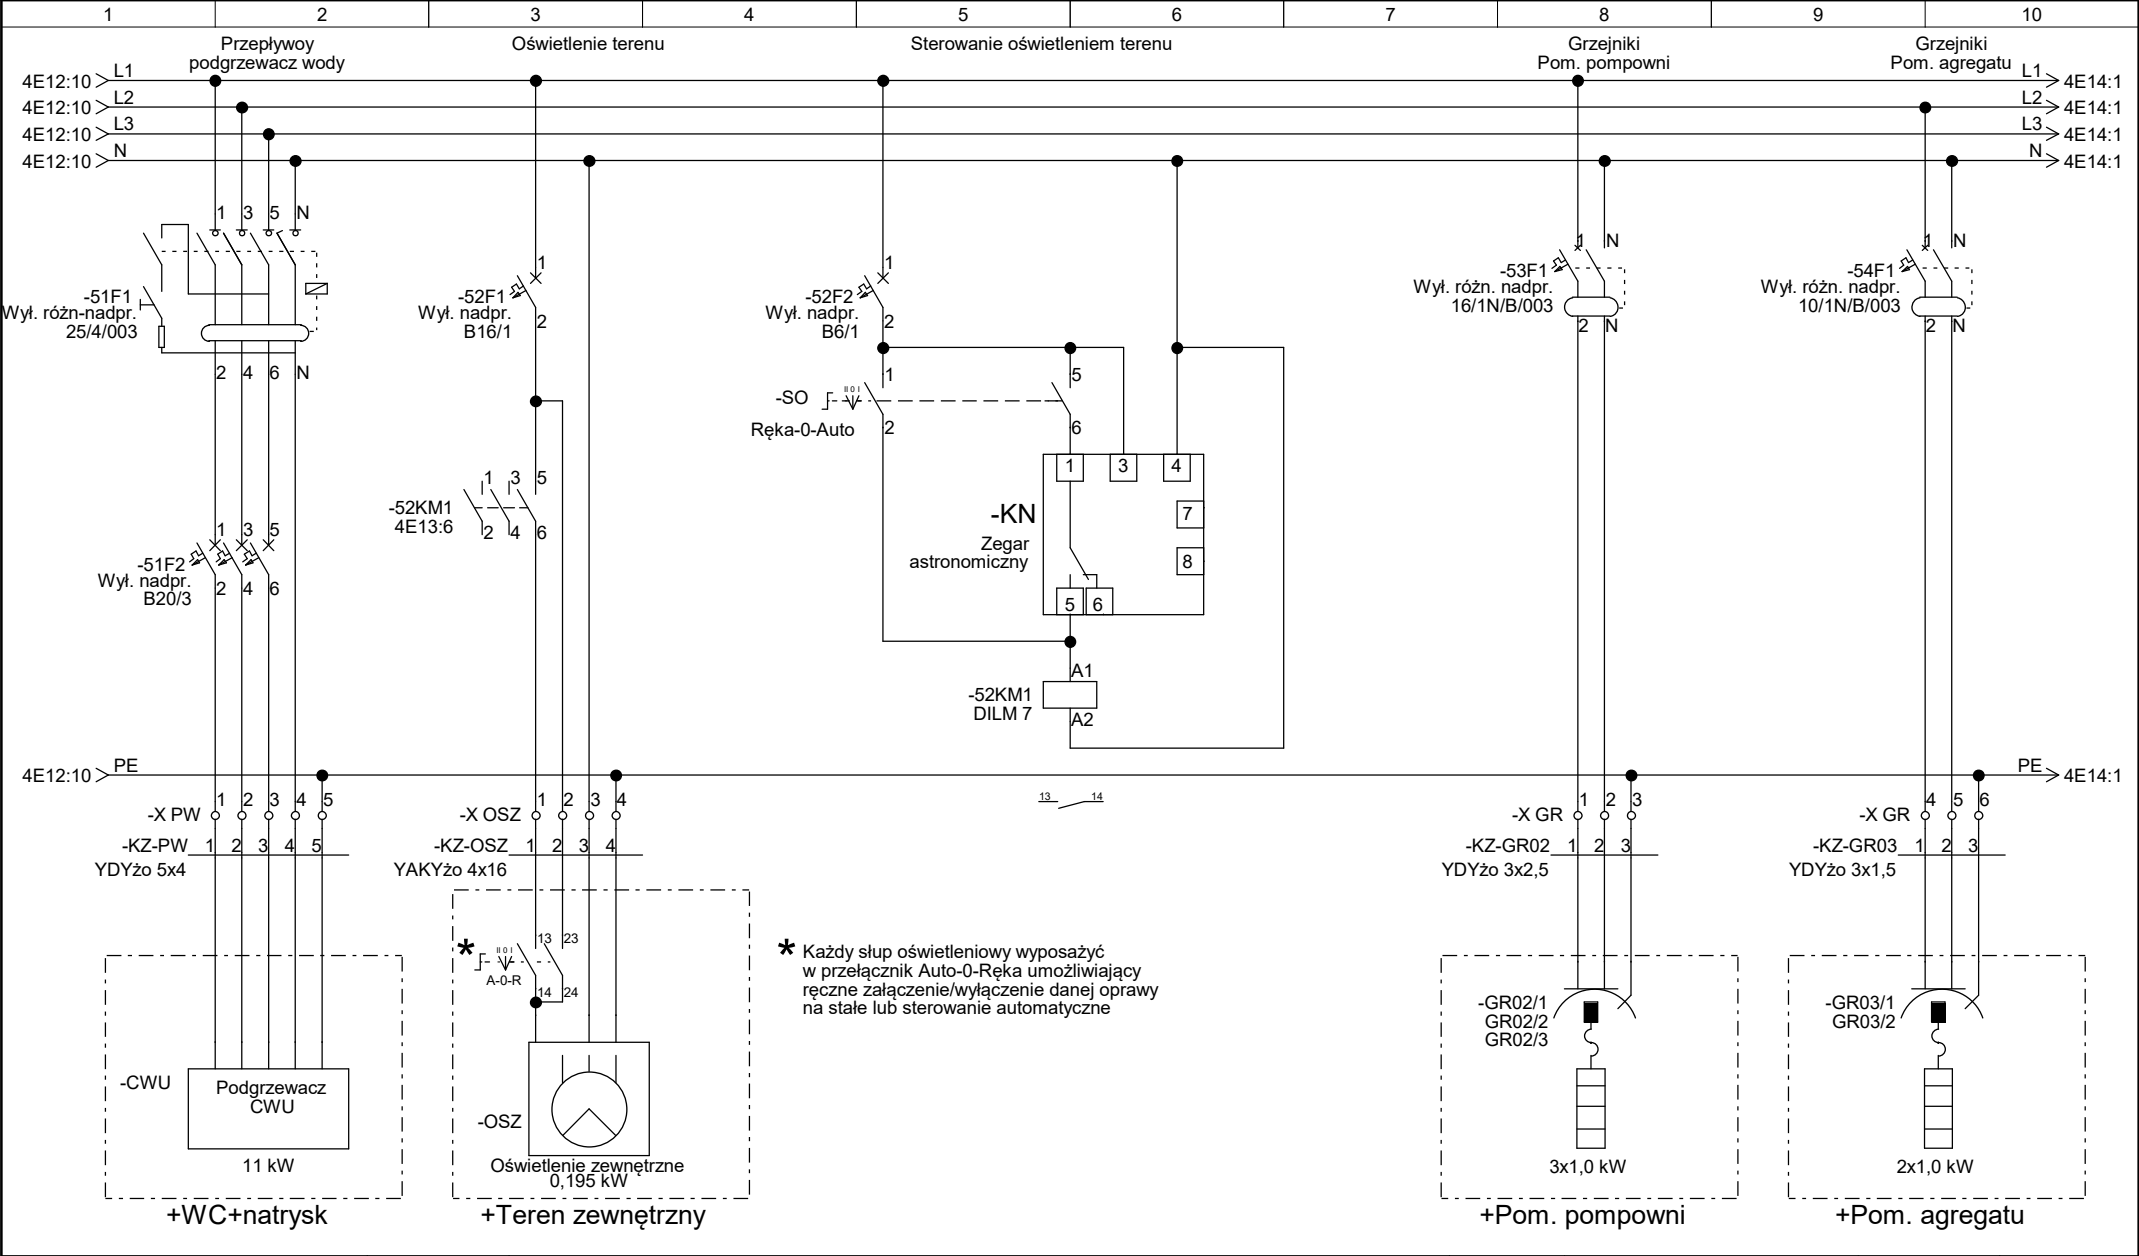 1 2 3 4 5 6 7 8 9 10
Przepływoy
podgrzewacz wody
Oświetlenie terenu
Sterowanie oświetleniem terenu
Grzejniki
Pom. pompowni
Grzejniki
Pom. agregatu
4E12:10 L1 L1 4E14:1
4E12:10 L2 L2 4E14:1
4E12:10 L3 L3 4E14:1
4E12:10 N N 4E14:1
1 3 5 N
-51F1
Wył. różn-nadpr.
25/4/003
2 4 6 N
1 3 5
-51F2
Wył. nadpr.
B20/3
2 4 6
1
-52F1
Wył. nadpr.
B16/1
2
1 3 5
-52KM1
4E13:6
2 4 6
1
-52F2
Wył. nadpr.
B6/1
2
1 5
-SO
II 0 I
Ręka-0-Auto
2 6
1 3 4
-KN
7
Zegar
astronomiczny
8
5 6
A1
-52KM1
DILM 7
A2
1 N
-53F1
Wył. różn. nadpr.
16/1N/B/003
2 N
1 N
-54F1
Wył. różn. nadpr.
10/1N/B/003
2 N
4E12:10 PE PE 4E14:1
13 14
1 2 3 4 5
-X PW
-KZ-PW 1 2 3 4 5
YDYżo 5x4
1 2 3 4
-X OSZ
-KZ-OSZ 1 2 3 4
YAKYżo 4x16
1 2 3
-X GR
-KZ-GR02 1 2 3
YDYżo 3x2,5
4 5 6
-X GR
-KZ-GR03 1 2 3
YDYżo 3x1,5
-CWU
Podgrzewacz
CWU
11 kW
+WC+natrysk
*
13 23
II 0 I
A-0-R
14 24
-OSZ
Oświetlenie zewnętrzne
0,195 kW
+Teren zewnętrzny
* Każdy słup oświetleniowy wyposażyć
w przełącznik Auto-0-Ręka umożliwiający
ręczne załączenie/wyłączenie danej oprawy
na stałe lub sterowanie automatyczne
-GR02/1
GR02/2
GR02/3
3x1,0 kW
+Pom. pompowni
-GR03/1
GR03/2
2x1,0 kW
+Pom. agregatu